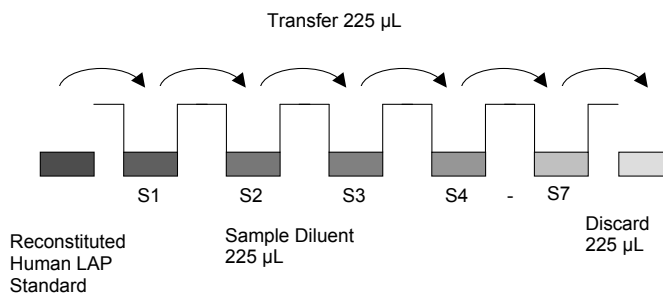 Transfer 225 µL
S1 S2 S3 S4 - S7
Reconstituted
Human LAP
Standard
Sample Diluent
225 µL
Discard
225 µL